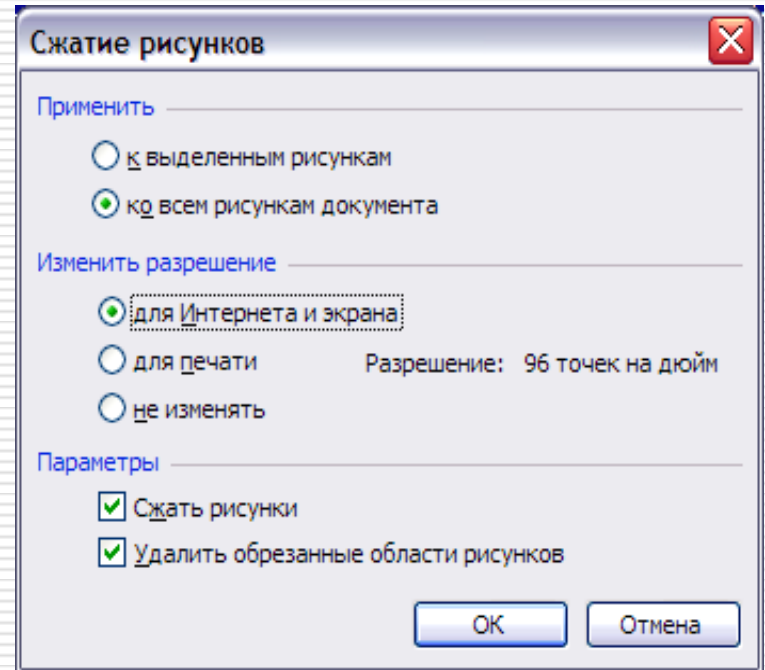 Сжатие рисунков
Применить
к выделенным рисункам
ко всем рисункам документа
Изменить разрешение
для Интернета и экрана
для печати Разрешение: 96 точек на дюйм
не изменять
Параметры
Сжать рисунки
Удалить обрезанные области рисунков
ОК Отмена